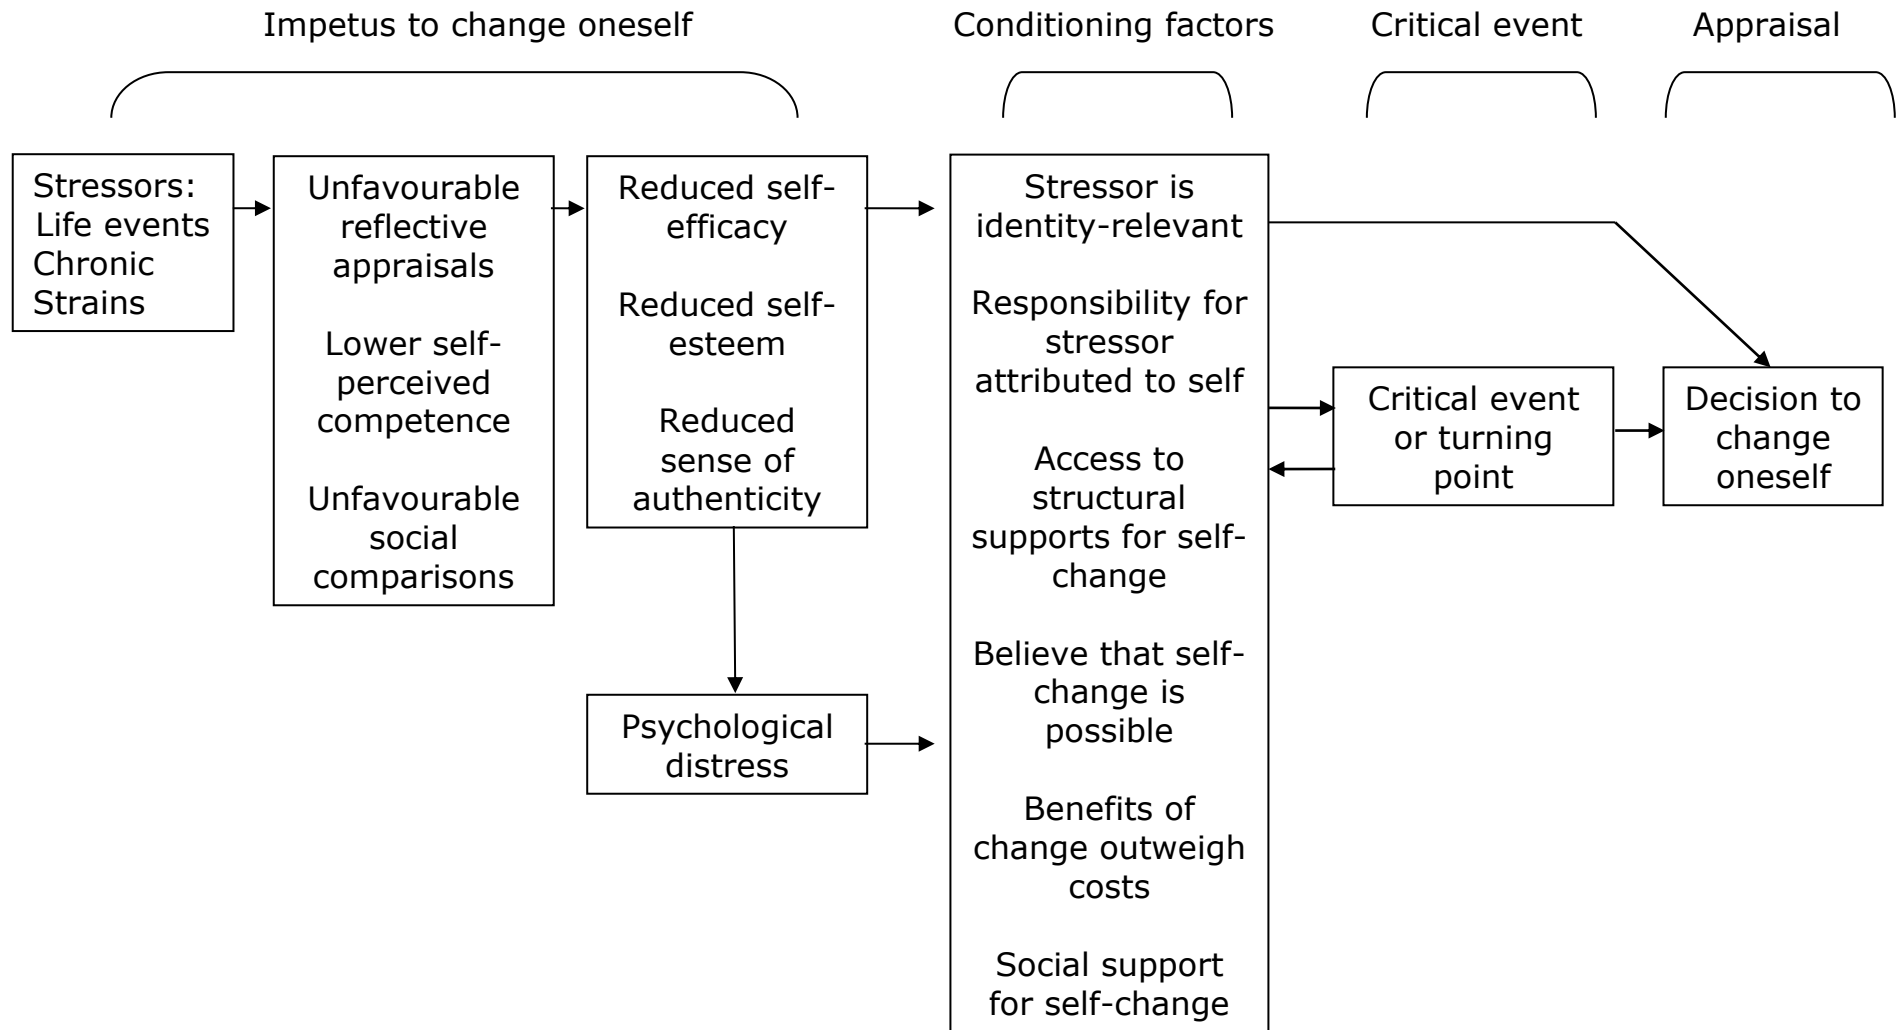 Impetus to change oneself
Conditioning factors
Critical event
Appraisal
Stressors:
Life events
Chronic
Strains
Unfavourable
reflective
appraisals
Lower self-
perceived
competence
Unfavourable
social
comparisons
Reduced self-
efficacy
Reduced self-
esteem
Reduced
sense of
authenticity
Psychological
distress
Stressor is
identity-relevant
Responsibility for
stressor
attributed to self
Access to
structural
supports for self-
change
Believe that self-
change is
possible
Benefits of
change outweigh
costs
Social support
for self-change
Critical event
or turning
point
Decision to
change
oneself